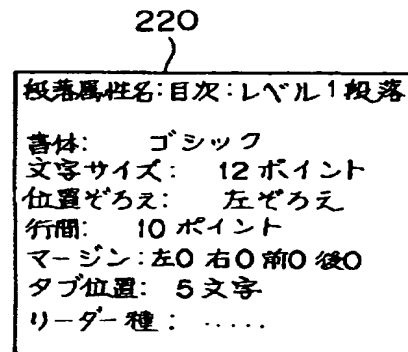 220
段落属性名:目次:レベル1段落
書体: ゴシック
文字サイズ: 12ポイント
位置ぞろえ: 左ぞろえ
行間: 10ポイント
マージン:左0 右0 前0 後0
タブ位置: 5文字
リーダー種: .....